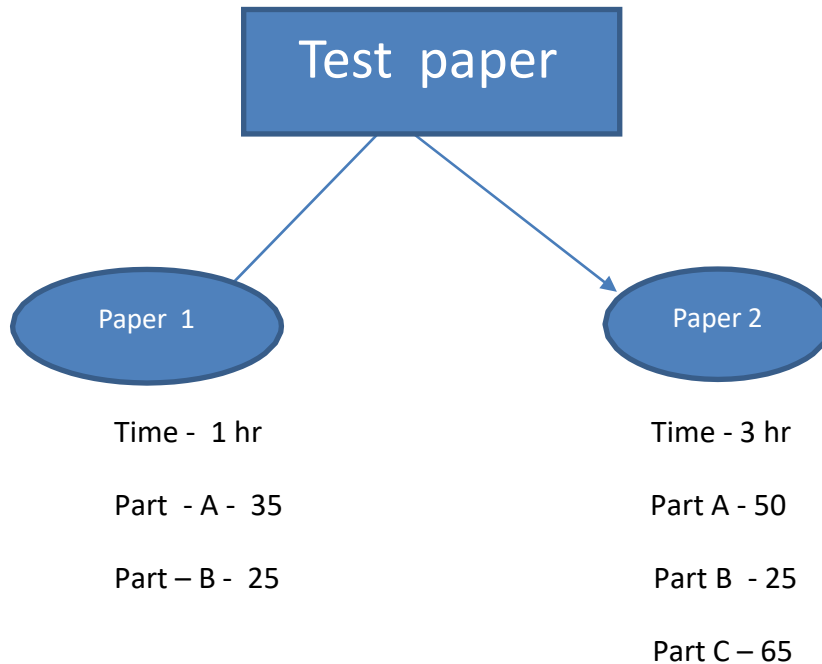 Test paper
Paper 1
Paper 2
Time - 1 hr
Time - 3 hr
Part - A - 35
Part A - 50
Part – B - 25
Part B - 25
Part C – 65